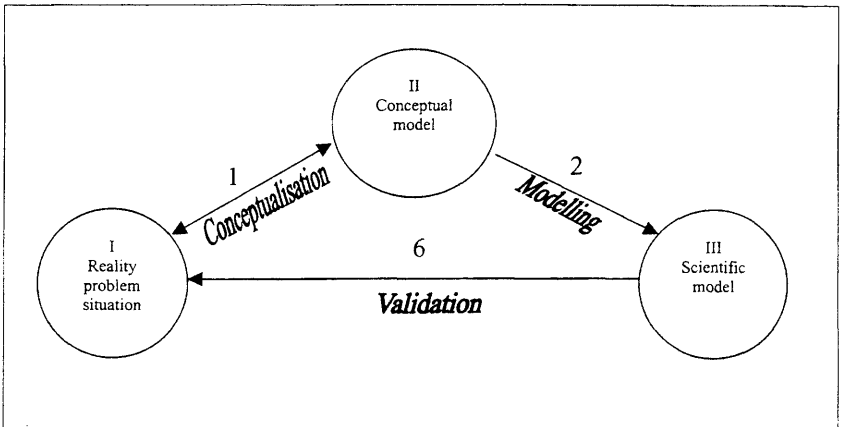 II
Conceptual
model
1
Conceptualisation
2
Modelling
I
Reality
problem
situation
6
Validation
III
Scientific
model